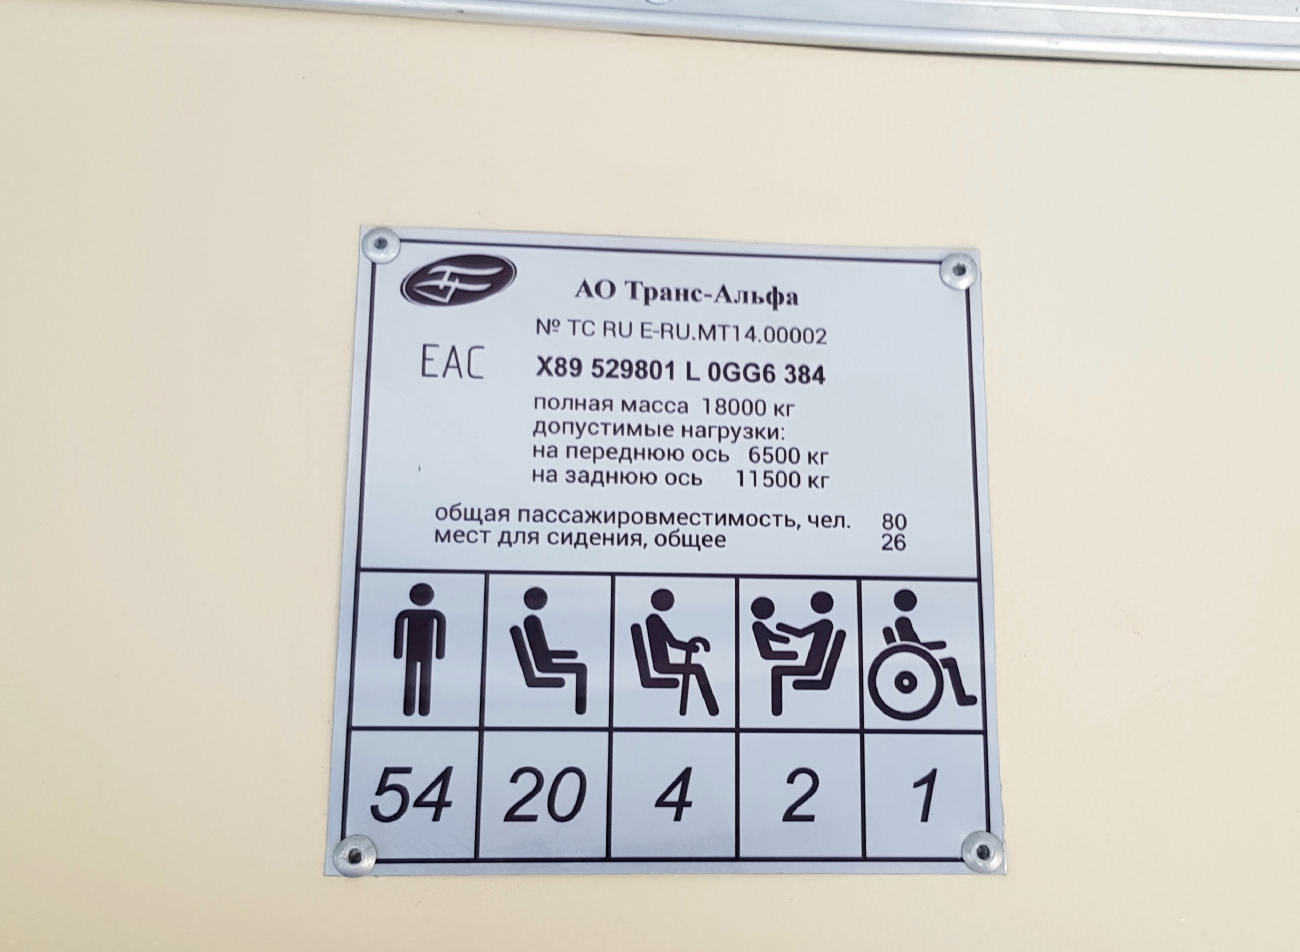 АО Транс-Альфа
№ ТС RU E-RU.МТ14.00002
EAC
X89 529801 L 0GG6 384
полная масса 18000 кг
допустимые нагрузки:
на переднюю ось 6500 кг
на заднюю ось 11500 кг
общая пассажировместимость, чел. 80
мест для сидения, общее 26
54 20 4 2 1